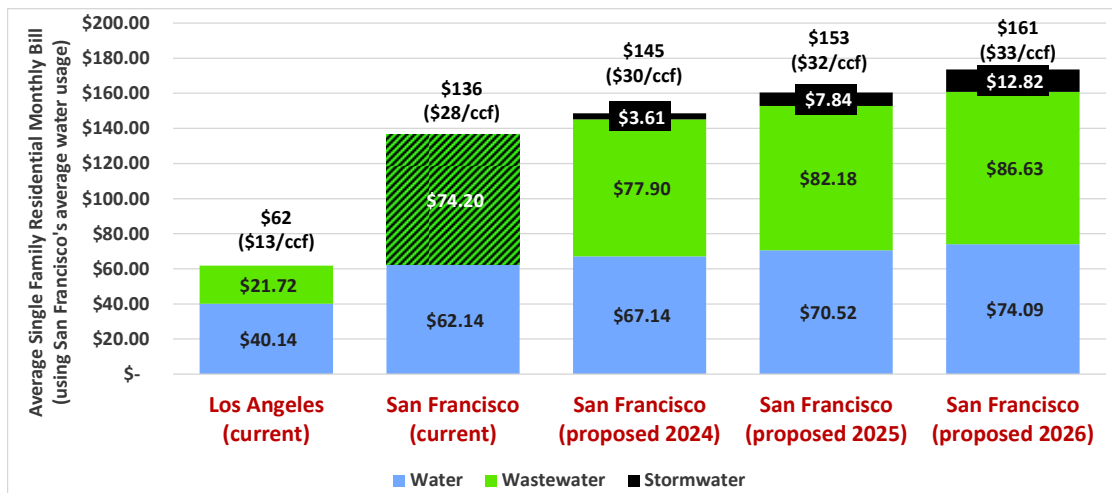 Average Single Family Residential Monthly Bill
(using San Francisco's average water usage)
$200.00
$180.00
$160.00
$140.00
$120.00
$100.00
$80.00
$60.00
$40.00
$20.00
$-
$62
($13/ccf)
$21.72
$40.14
$136
($28/ccf)
$74.20
$62.14
$145
($30/ccf)
$3.61
$77.90
$67.14
$153
($32/ccf)
$7.84
$82.18
$70.52
$161
($33/ccf)
$12.82
$86.63
$74.09
Los Angeles
(current)
San Francisco
(current)
San Francisco
(proposed 2024)
San Francisco
(proposed 2025)
San Francisco
(proposed 2026)
Water
Wastewater
Stormwater